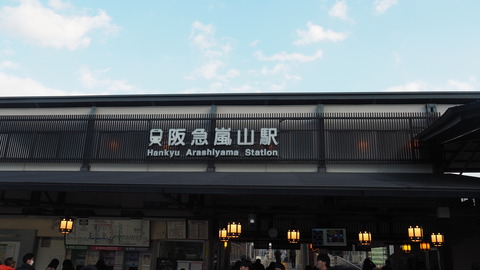 阪急嵐山駅
Hankyu Arashiyama Station